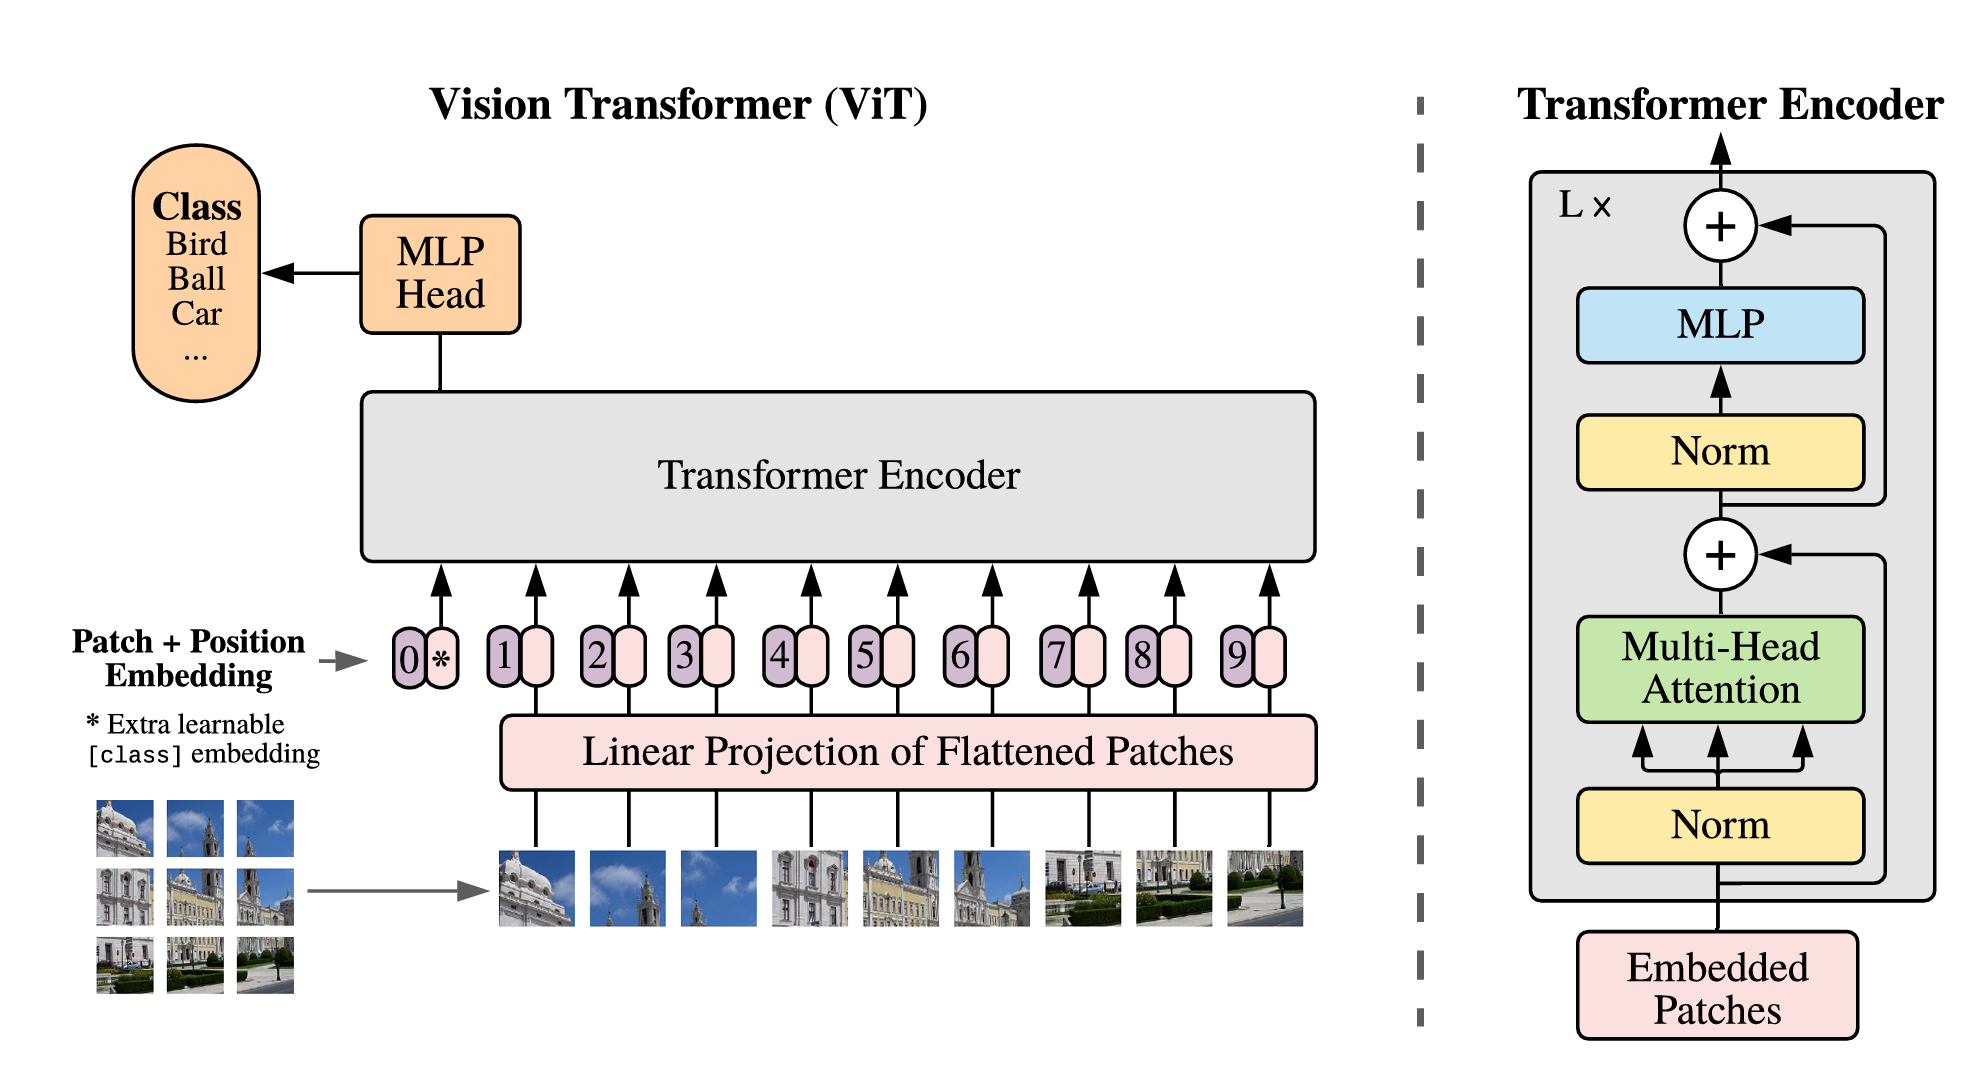 Vision Transformer (ViT)
Class
Bird
Ball
Car
...
MLP
Head
Transformer Encoder
Patch + Position
Embedding
0 * 1 2 3 4 5 6 7 8 9
* Extra learnable
[class] embedding
Linear Projection of Flattened Patches
Transformer Encoder
L x
+
MLP
Norm
+
Multi-Head
Attention
Norm
Embedded
Patches